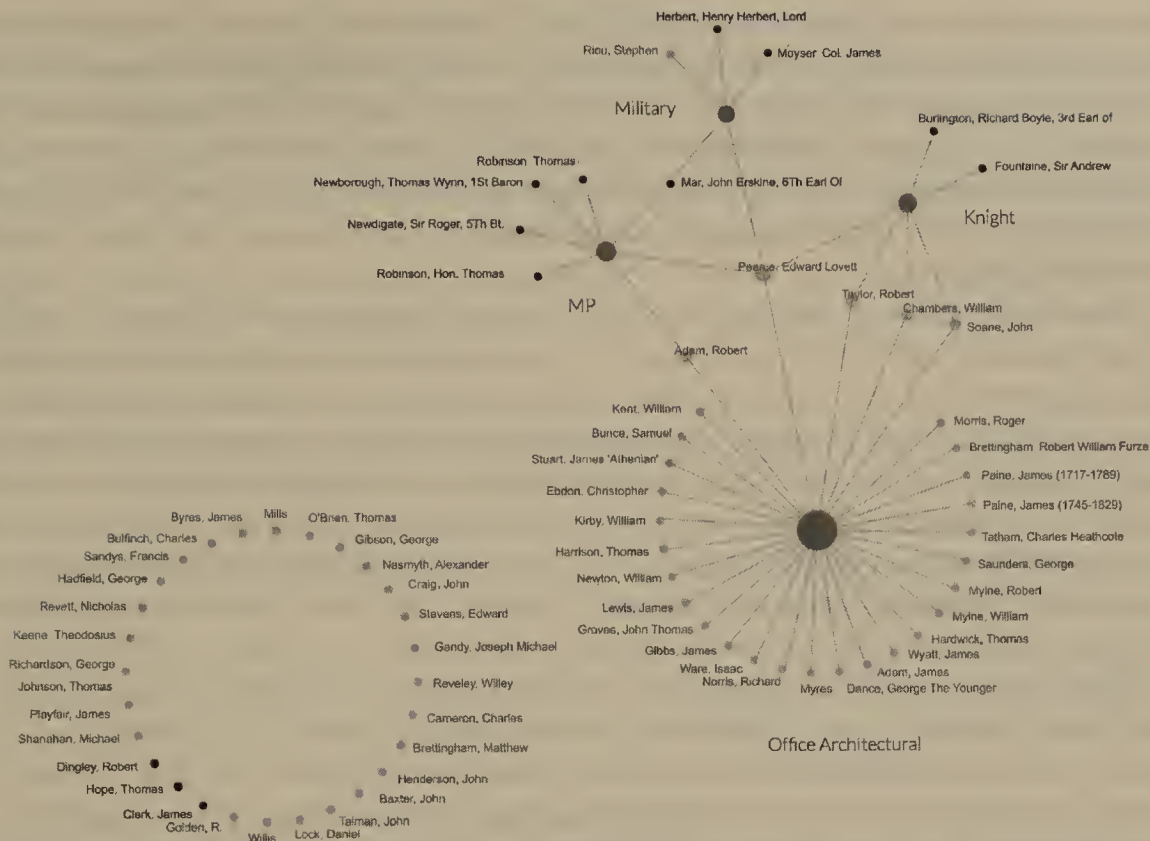 Herbert, Henry Herbert, Lord
Riou, Stephen
Moyser Col. James
Military
Burlington, Richard Boyle, 3rd Earl of
Robinson Thomas
Fountaine, Sir Andrew
Newborough, Thomas Wynn, 1St Baron
Mar, John Erskine, 6Th Earl Of
Knight
Newdigate, Sir Roger, 5Th Bt.
Robinson, Hon. Thomas
Pearce, Edward Lovett
MP
Taylor, Robert
Chambers, William
Soane, John
Adam, Robert
Kent, William
Morris, Roger
Bunce, Samuel
Brettingham Robert William Furze
Stuart, James 'Athenian'
Paine, James (1717-1789)
Ebdon, Christopher
Paine, James (1745-1829)
Kirby, William
Tatham, Charles Heathcote
Harrison, Thomas
Saunders, George
Newton, William
Mylne, Robert
Lewis, James
Mylne, William
Groves, John Thomas
Hardwick, Thomas
Gibbs, James
Wyatt, James
Ware, Isaac
Adam, James
Norris, Richard
Myres
Dance, George The Younger
Office Architectural
Mills
Byres, James
O'Brien, Thomas
Bulfinch, Charles
Gibson, George
Sandys, Francis
Nasmyth, Alexander
Hadfield, George
Craig, John
Revett, Nicholas
Stevens, Edward
Keene Theodosius
Gandy, Joseph Michael
Richardson, George
Reveley, Willey
Johnson, Thomas
Playfair, James
Cameron, Charles
Shanahan, Michael
Brettingham, Matthew
Dingley, Robert
Henderson, John
Hope, Thomas
Baxter, John
Clerk, James
Talman, John
Golden, R.
Lock, Daniel
Willis